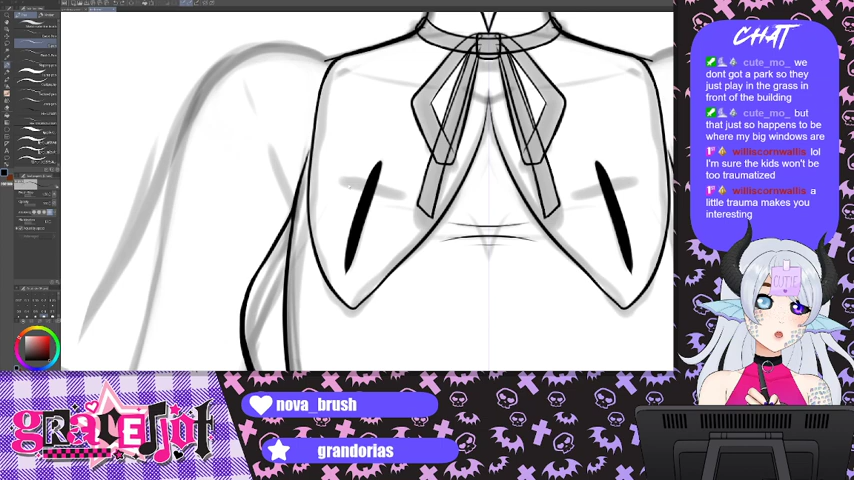 CHAT
cute_mo_ we
dont got a park so they
just play in the grass in
front of the building
cute_mo_ but
that just so happens to be
where my big windows are
williscornwallis lol
I'm sure the kids won't be
too traumatized
williscornwallis a
little trauma makes you
interesting
CUTIE
graceJot
nova_brush
grandorias